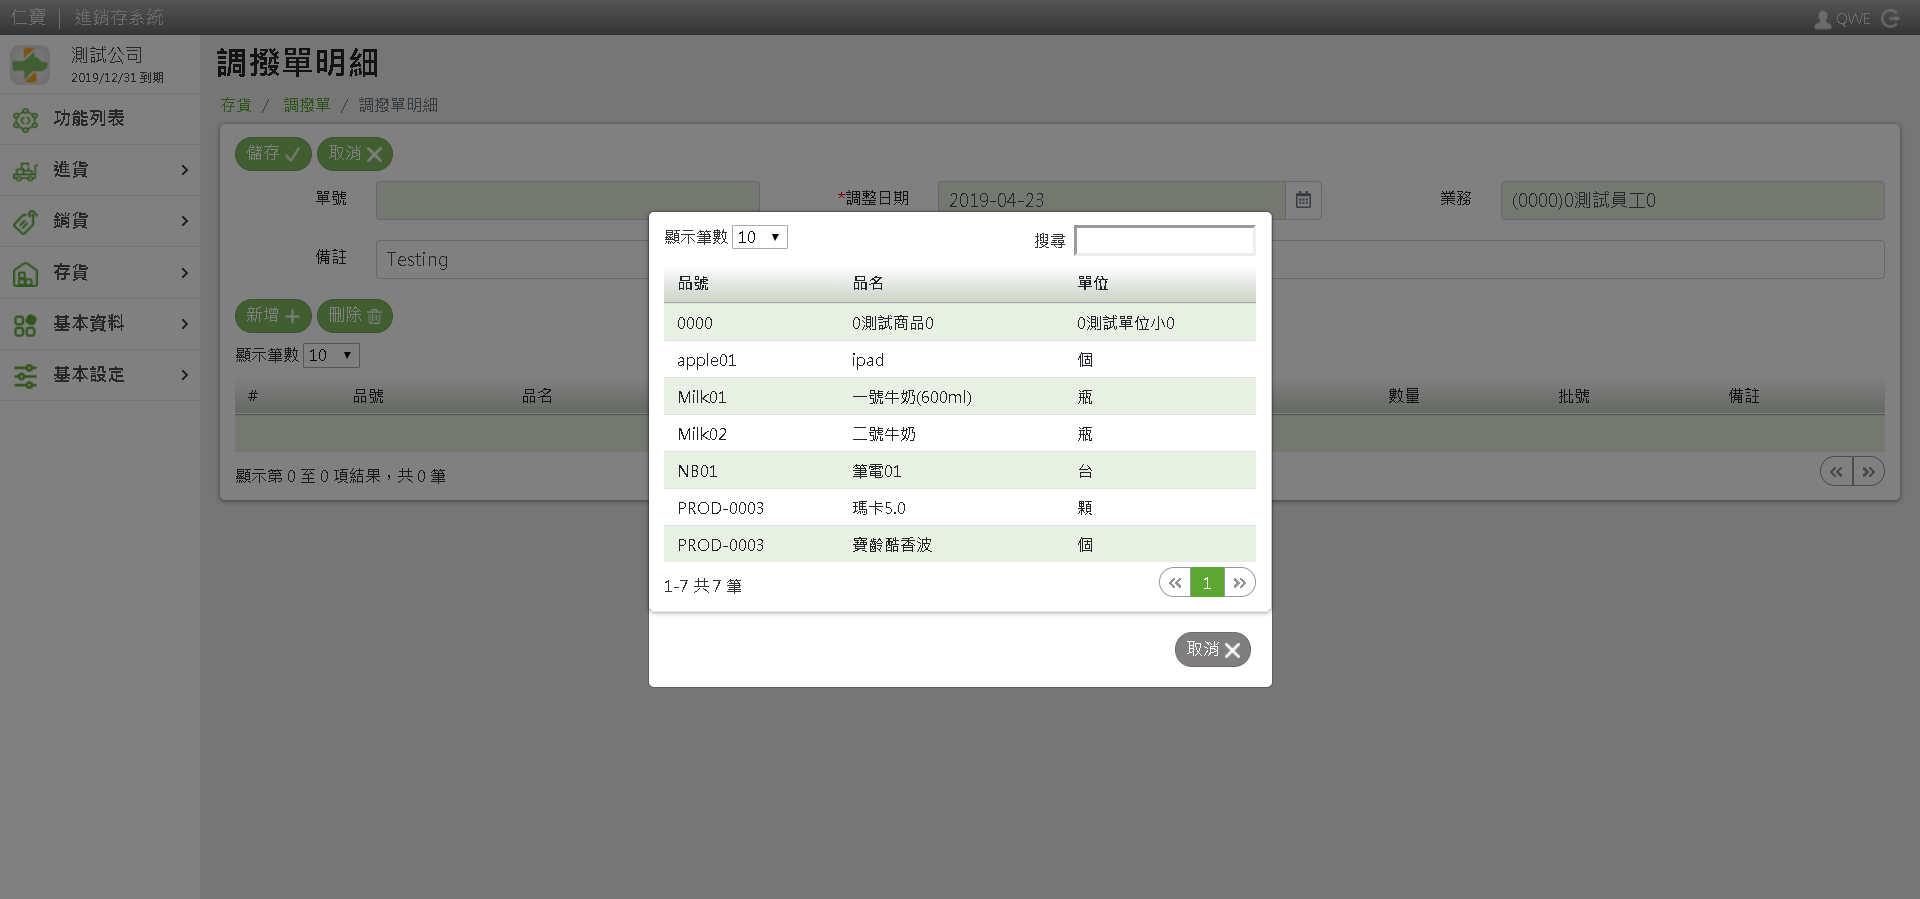 仁寶 | 進銷存系統
QWE
測試公司
2019/12/31 到期
功能列表
進貨
銷貨
存貨
基本資料
基本設定
調撥單明細
存貨 / 調撥單 / 調撥單明細
儲存 取消
單號
*調整日期 2019-04-23
業務 (0000)0測試員工0
備註 Testing
新增 刪除
顯示筆數 10
# 品號 品名 數量 批號 備註
顯示第 0 至 0 項結果，共 0 筆
« »
顯示筆數 10
搜尋
品號 品名 單位
0000 0測試商品0 0測試單位小0
apple01 ipad 個
Milk01 一號牛奶(600ml) 瓶
Milk02 二號牛奶 瓶
NB01 筆電01 台
PROD-0003 瑪卡5.0 顆
PROD-0003 寶齡酷香波 個
1-7 共 7 筆
« 1 »
取消